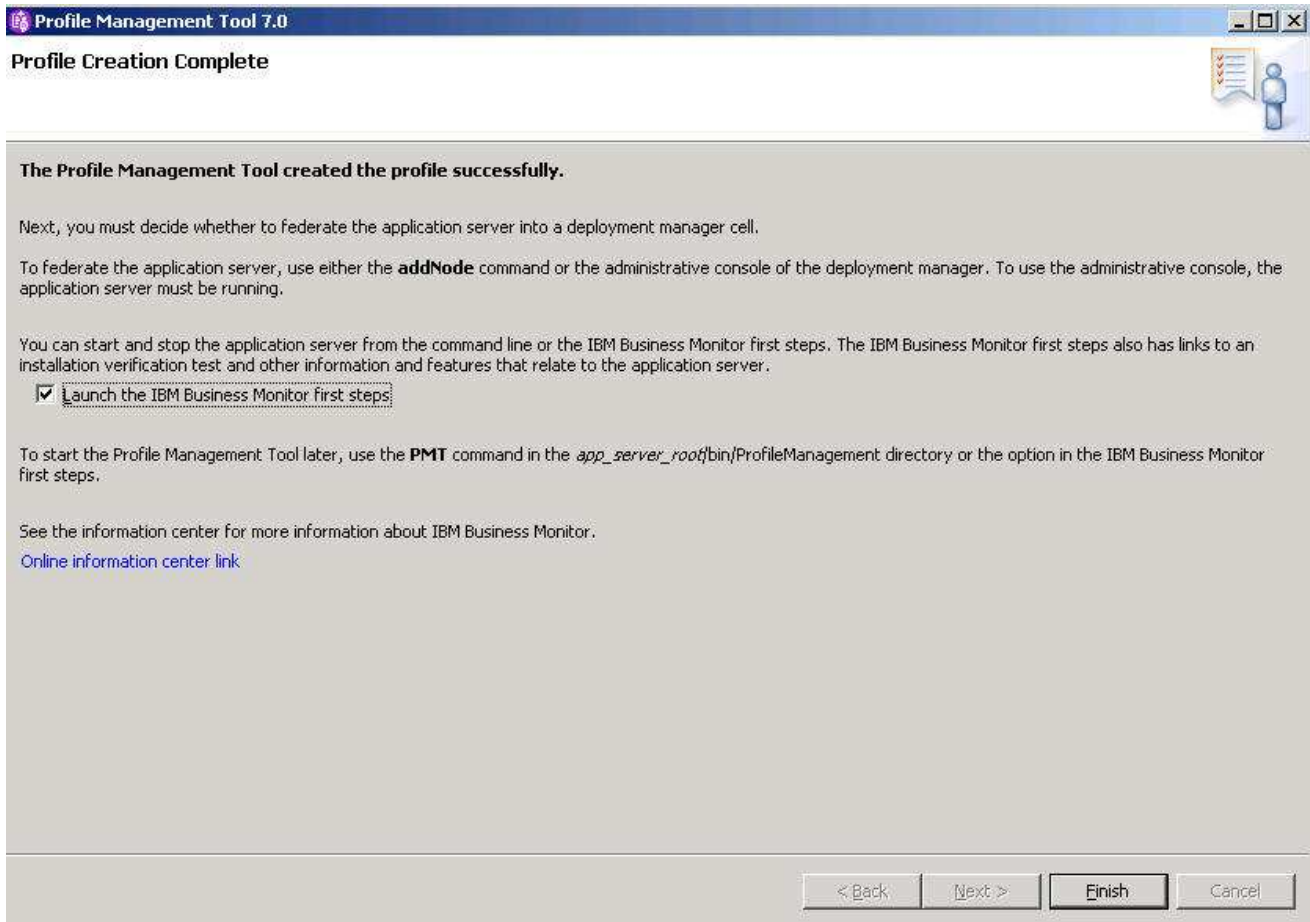 Profile Management Tool 7.0
Profile Creation Complete
The Profile Management Tool created the profile successfully.
Next, you must decide whether to federate the application server into a deployment manager cell.
To federate the application server, use either the addNode command or the administrative console of the deployment manager. To use the administrative console, the
application server must be running.
You can start and stop the application server from the command line or the IBM Business Monitor first steps. The IBM Business Monitor first steps also has links to an
installation verification test and other information and features that relate to the application server.
Launch the IBM Business Monitor first steps
To start the Profile Management Tool later, use the PMT command in the app_server_root/bin/ProfileManagement directory or the option in the IBM Business Monitor
first steps.
See the information center for more information about IBM Business Monitor.
Online information center link
< Back Next > Finish Cancel